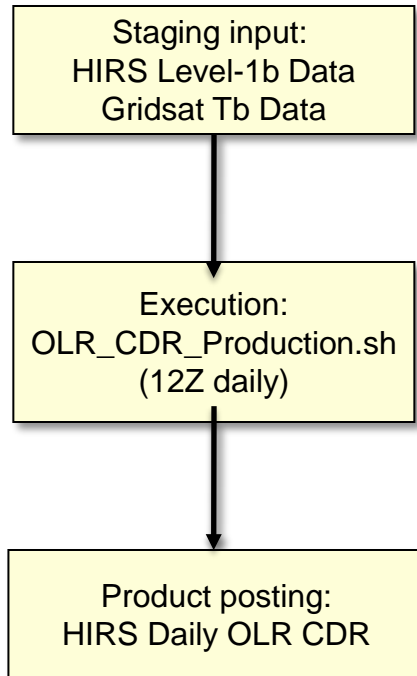 Staging input:
HIRS Level-1b Data
Gridsat Tb Data
Execution:
OLR_CDR_Production.sh
(12Z daily)
Product posting:
HIRS Daily OLR CDR